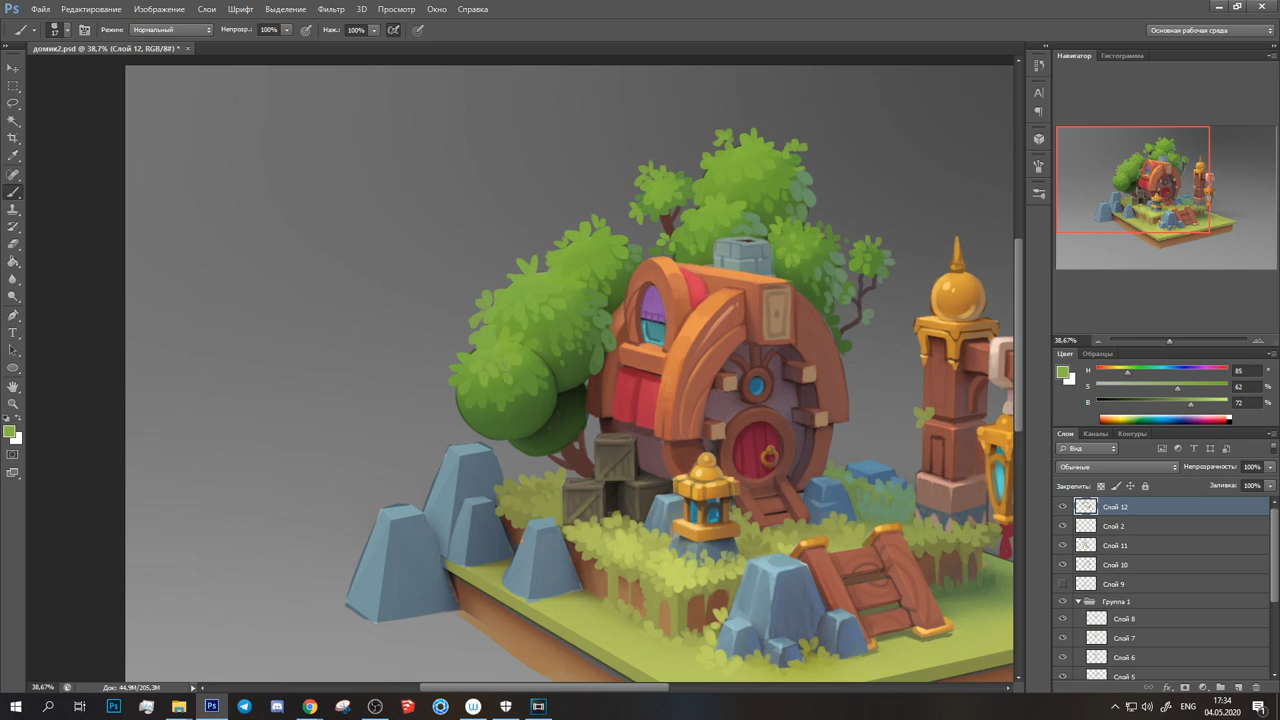 Ps Файл Редактирование Изображение Слои Шрифт Выделение Фильтр 3D Просмотр Окно Справка
17 Режим: Нормальный Непрозр.: 100% Наж.: 100% Основная рабочая среда
домик2.psd @ 38,7% (Слой 12, RGB/8#) * ×
Навигатор Гистограмма
38,67%
Цвет Образцы
H 85 °
S 62 %
B 72 %
Слои Каналы Контуры
Вид
Обычные Непрозрачность: 100%
Закрепить: Заливка: 100%
Слой 12
Слой 2
Слой 11
Слой 10
Слой 9
Группа 1
Слой 8
Слой 7
Слой 6
Слой 5
38,67% Док: 44,9M/205,3M
ENG 17:34
04.05.2020